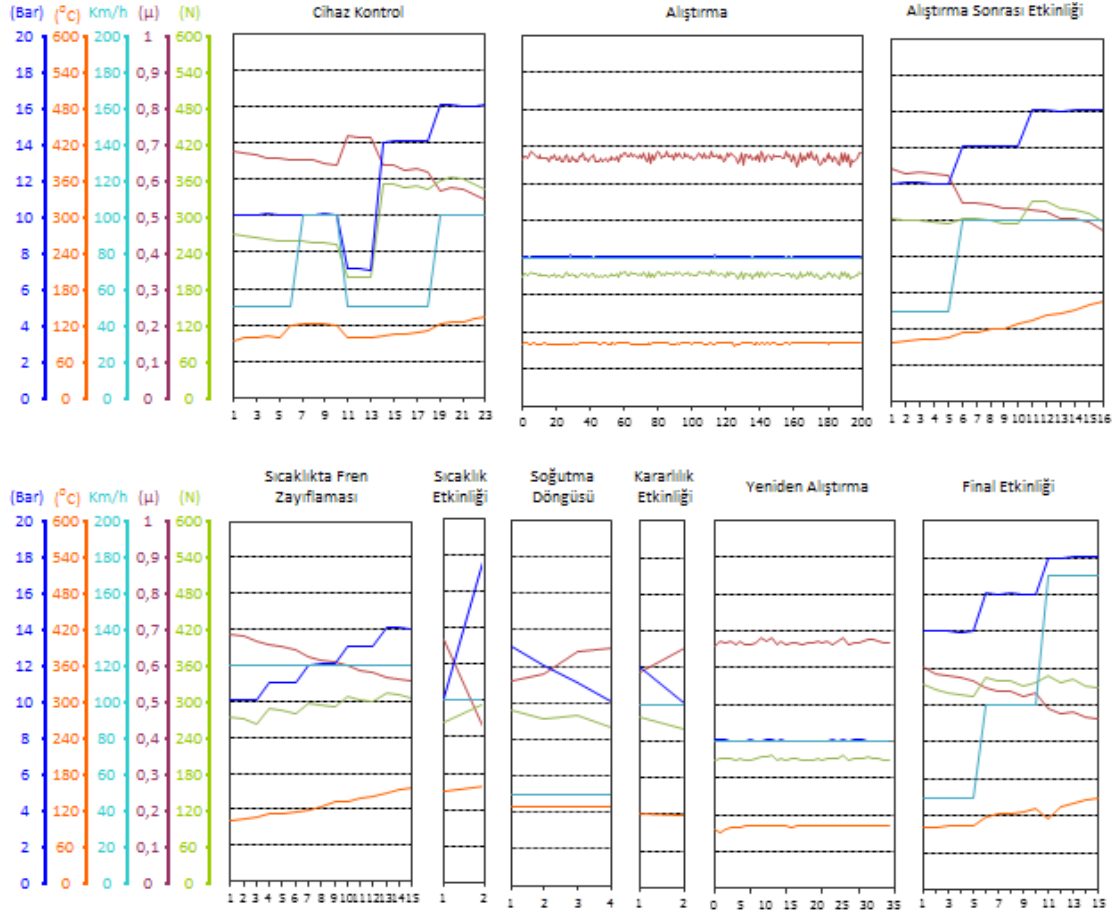 Cihaz Kontrol
Alıştırma
Alıştırma Sonrası Etkinliği
(Bar) (°C) Km/h (µ) (N)
20 600 200 1 600
18 540 180 0,9 540
16 480 160 0,8 480
14 420 140 0,7 420
12 360 120 0,6 360
10 300 100 0,5 300
8 240 80 0,4 240
6 180 60 0,3 180
4 120 40 0,2 120
2 60 20 0,1 60
0 0 0 0 0
1 3 5 7 9 11 13 15 17 19 21 23
0 20 40 60 80 100 120 140 160 180 200
1 2 3 4 5 6 7 8 9 10 11 12 13 14 15 16
Sıcaklıkta Fren
Zayıflaması
Sıcaklık
Etkinliği
Soğutma
Döngüsü
Kararlılık
Etkinliği
Yeniden Alıştırma
Final Etkinliği
(Bar) (°C) Km/h (µ) (N)
20 600 200 1 600
18 540 180 0,9 540
16 480 160 0,8 480
14 420 140 0,7 420
12 360 120 0,6 360
10 300 100 0,5 300
8 240 80 0,4 240
6 180 60 0,3 180
4 120 40 0,2 120
2 60 20 0,1 60
0 0 0 0 0
1 2 3 4 5 6 7 8 9 10 11 12 13 14 15
1 2
1 2 3 4
1 2
0 5 10 15 20 25 30 35
1 3 5 7 9 11 13 15